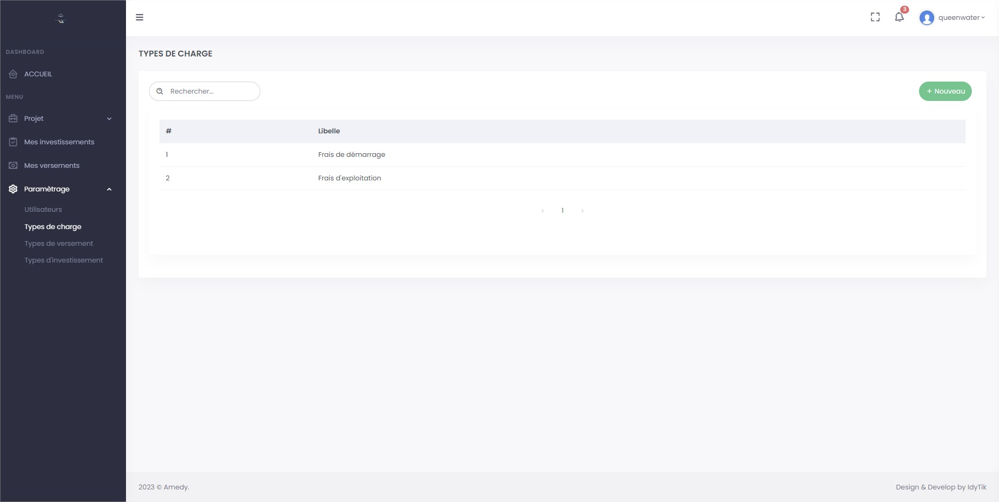 3
queenwater
DASHBOARD
ACCUEIL
MENU
Projet
Mes investissements
Mes versements
Paramètrage
Utilisateurs
Types de charge
Types de versement
Types d'investissement
TYPES DE CHARGE
Rechercher...
+ Nouveau
# Libelle
1 Frais de démarrage
2 Frais d'exploitation
‹ 1 ›
2023 © Amedy.
Design & Develop by IdyTik